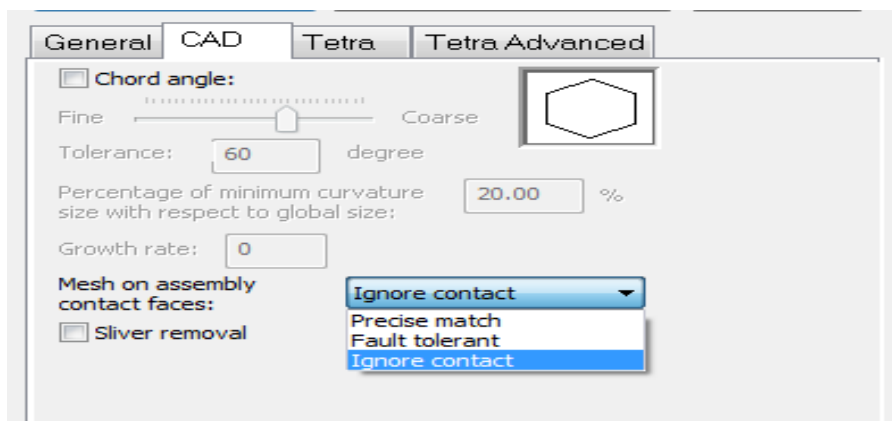 General CAD Tetra Tetra Advanced
Chord angle:
Fine Coarse
Tolerance: 60 degree
Percentage of minimum curvature
size with respect to global size: 20.00 %
Growth rate: 0
Mesh on assembly
contact faces: Ignore contact
Precise match
Sliver removal Fault tolerant
Ignore contact